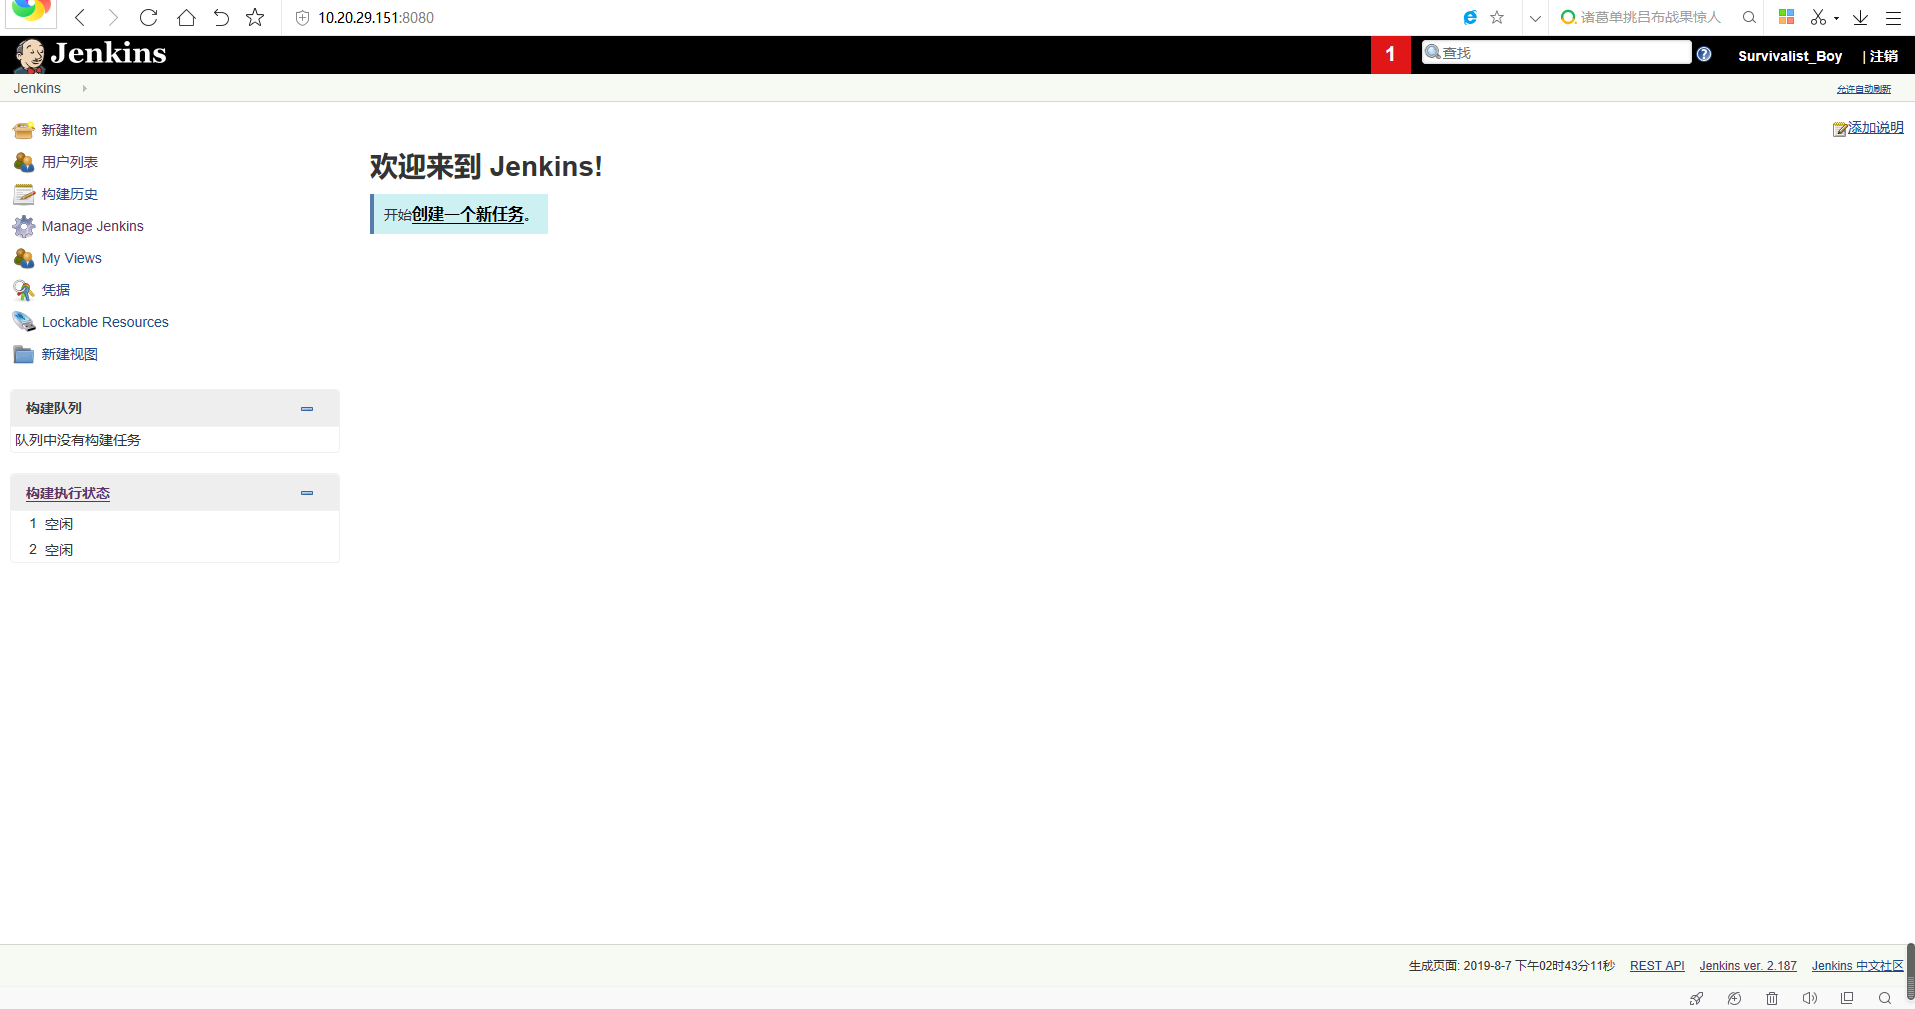 10.20.29.151:8080
诸葛单挑吕布战果惊人
Jenkins
1
查找
Survivalist_Boy
| 注销
Jenkins
允许自动刷新
新建Item
用户列表
构建历史
Manage Jenkins
My Views
凭据
Lockable Resources
新建视图
添加说明
欢迎来到 Jenkins!
开始创建一个新任务。
构建队列
队列中没有构建任务
构建执行状态
1 空闲
2 空闲
生成页面: 2019-8-7 下午02时43分11秒 REST API Jenkins ver. 2.187 Jenkins 中文社区